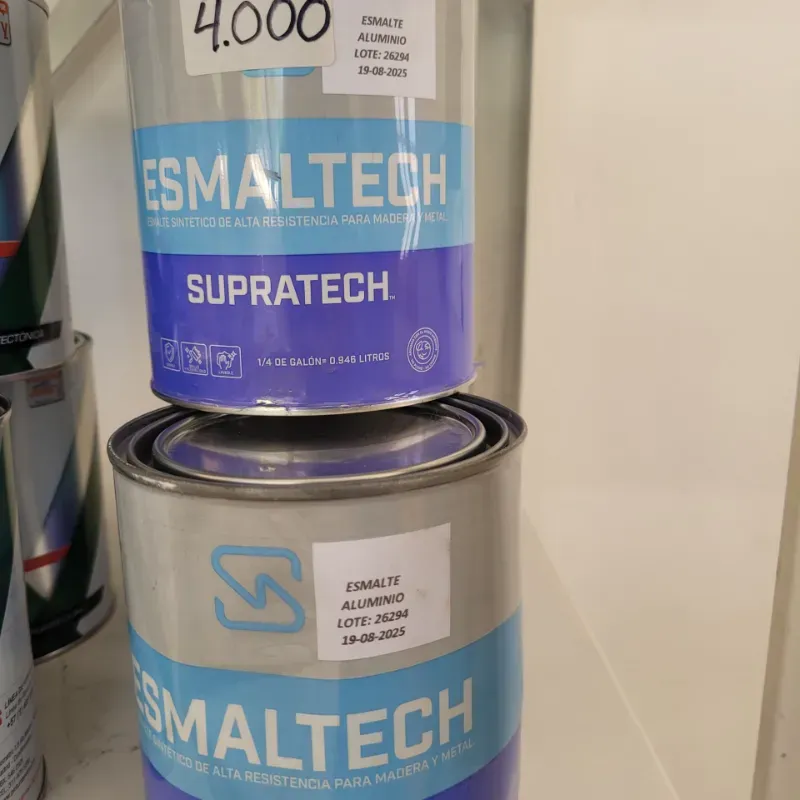 4.000
ESMALTE
ALUMINIO
LOTE: 26294
19-08-2025
ESMALTECH
ESMALTE SINTÉTICO DE ALTA RESISTENCIA PARA MADERA Y METAL
SUPRATECH
1/4 DE GALÓN= 0.946 LITROS
ESMALTE
ALUMINIO
LOTE: 26294
19-08-2025
ESMALTECH
SINTÉTICO DE ALTA RESISTENCIA PARA MADERA Y METAL